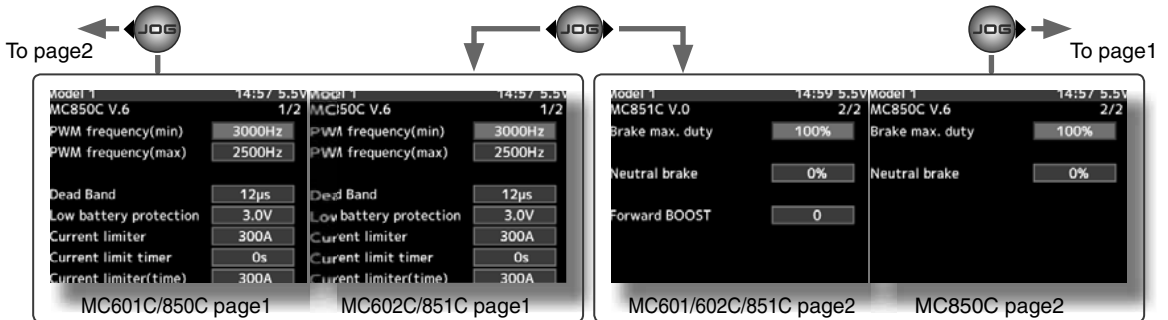 JOG
JOG
JOG
To page2
To page1
Model 1 14:57 5.5V
MC850C V.6 1/2
PWM frequency(min) 3000Hz
PWM frequency(max) 2500Hz
Dead Band 12µs
Low battery protection 3.0V
Current limiter 300A
Current limit timer 0s
Current limiter(time) 300A
MC601C/850C page1
Model 1 14:57 5.5V
V.6 1/2
PWM frequency(min) 3000Hz
PWM frequency(max) 2500Hz
Dead Band 12µs
Low battery protection 3.0V
Current limiter 300A
Current limit timer 0s
Current limiter(time) 300A
MC602C/851C page1
Model 1 14:59 5.5V
MC851C V.0 2/2
Brake max. duty 100%
Neutral brake 0%
Forward BOOST 0
MC601/602C/851C page2
Model 1 14:57 5.5V
MC850C V.6 2/2
Brake max. duty 100%
Neutral brake 0%
MC850C page2